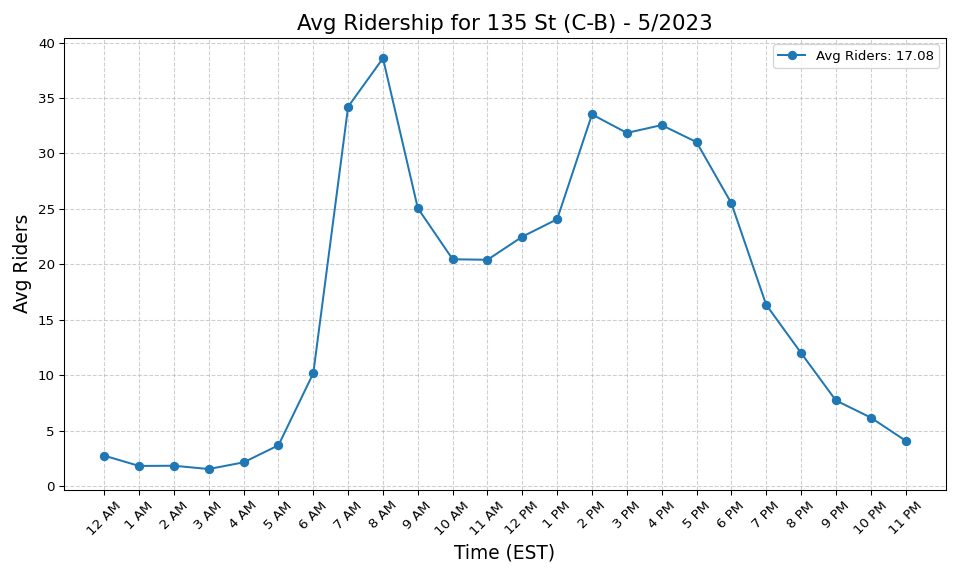 Avg Ridership for 135 St (C-B) - 5/2023
Avg Riders: 17.08
Avg Riders
40
35
30
25
20
15
10
5
0
12 AM
1 AM
2 AM
3 AM
4 AM
5 AM
6 AM
7 AM
8 AM
9 AM
10 AM
11 AM
12 PM
1 PM
2 PM
3 PM
4 PM
5 PM
6 PM
7 PM
8 PM
9 PM
10 PM
11 PM
Time (EST)